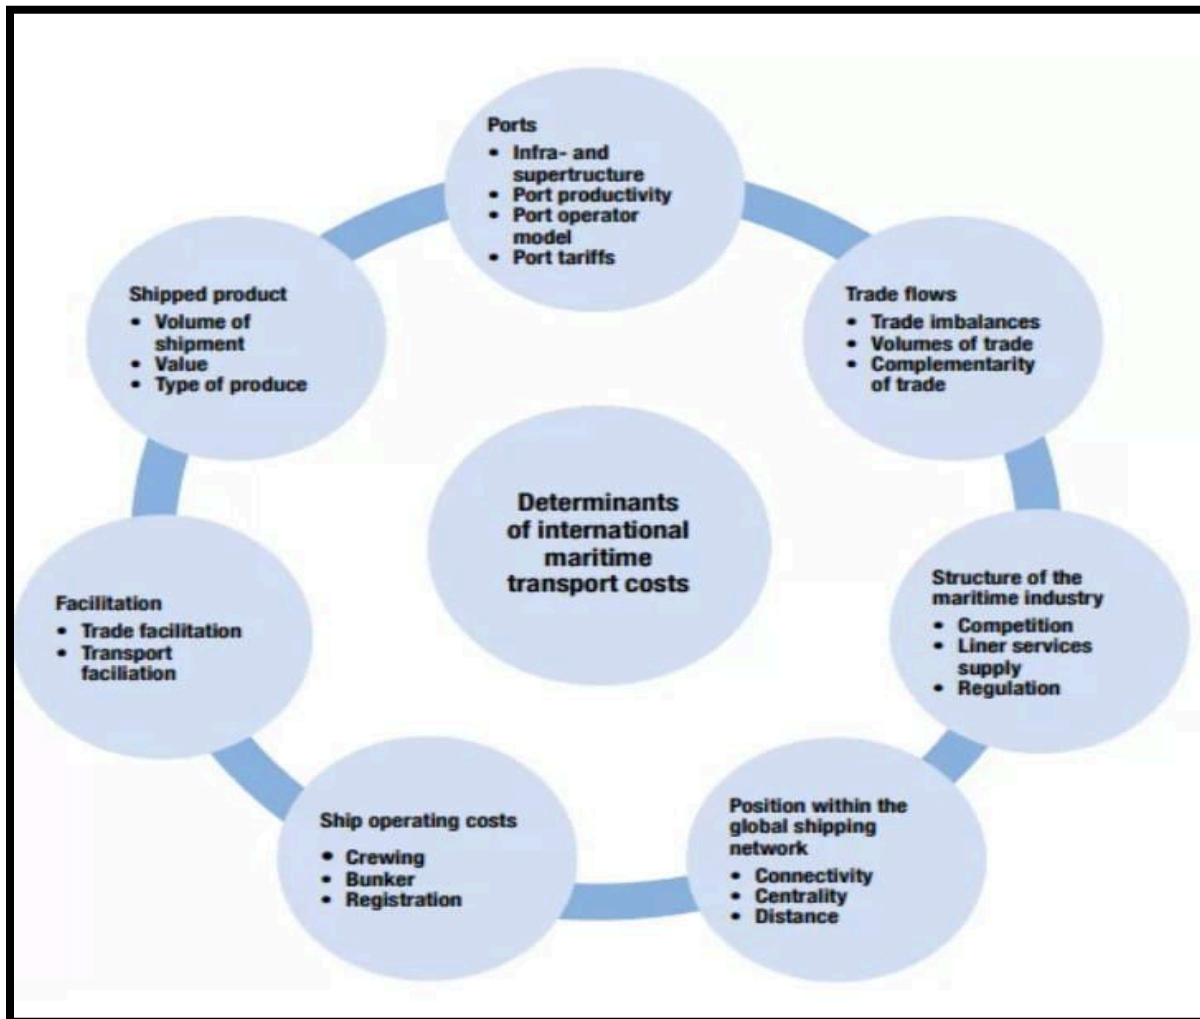 Ports
• Infra- and
supertructure
• Port productivity
• Port operator
model
• Port tariffs
Trade flows
• Trade imbalances
• Volumes of trade
• Complementarity
of trade
Structure of the
maritime industry
• Competition
• Liner services
supply
• Regulation
Position within the
global shipping
network
• Connectivity
• Centrality
• Distance
Ship operating costs
• Crewing
• Bunker
• Registration
Facilitation
• Trade facilitation
• Transport
faciliation
Shipped product
• Volume of
shipment
• Value
• Type of produce
Determinants
of international
maritime
transport costs